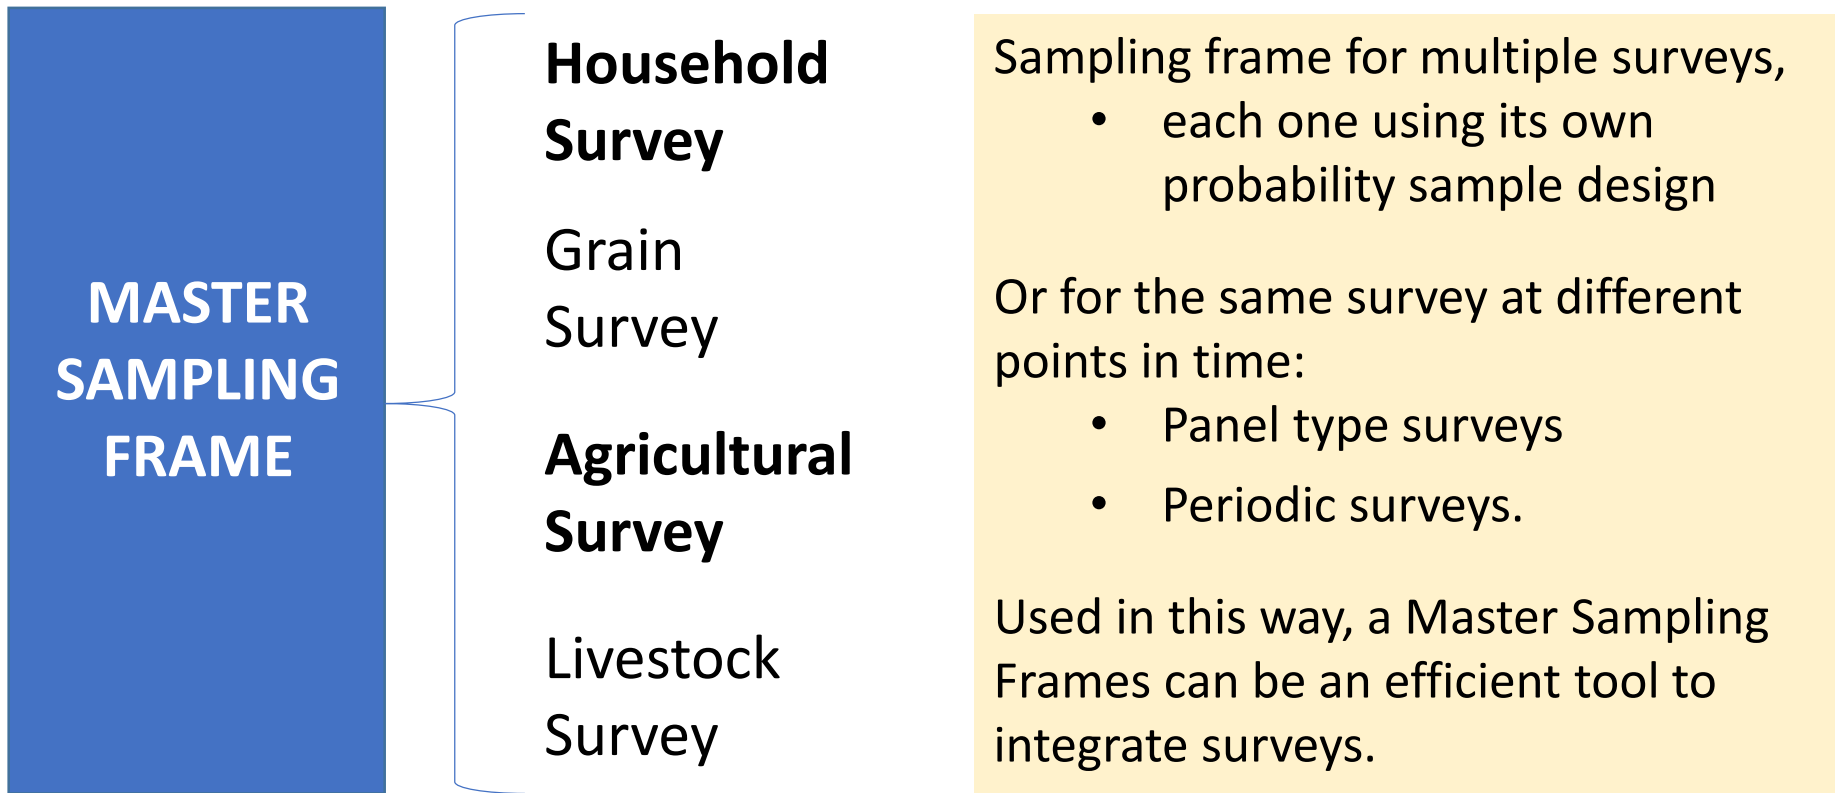 MASTER
SAMPLING
FRAME
Household
Survey
Grain
Survey
Agricultural
Survey
Livestock
Survey
Sampling frame for multiple surveys,
• each one using its own
probability sample design
Or for the same survey at different
points in time:
• Panel type surveys
• Periodic surveys.
Used in this way, a Master Sampling
Frames can be an efficient tool to
integrate surveys.